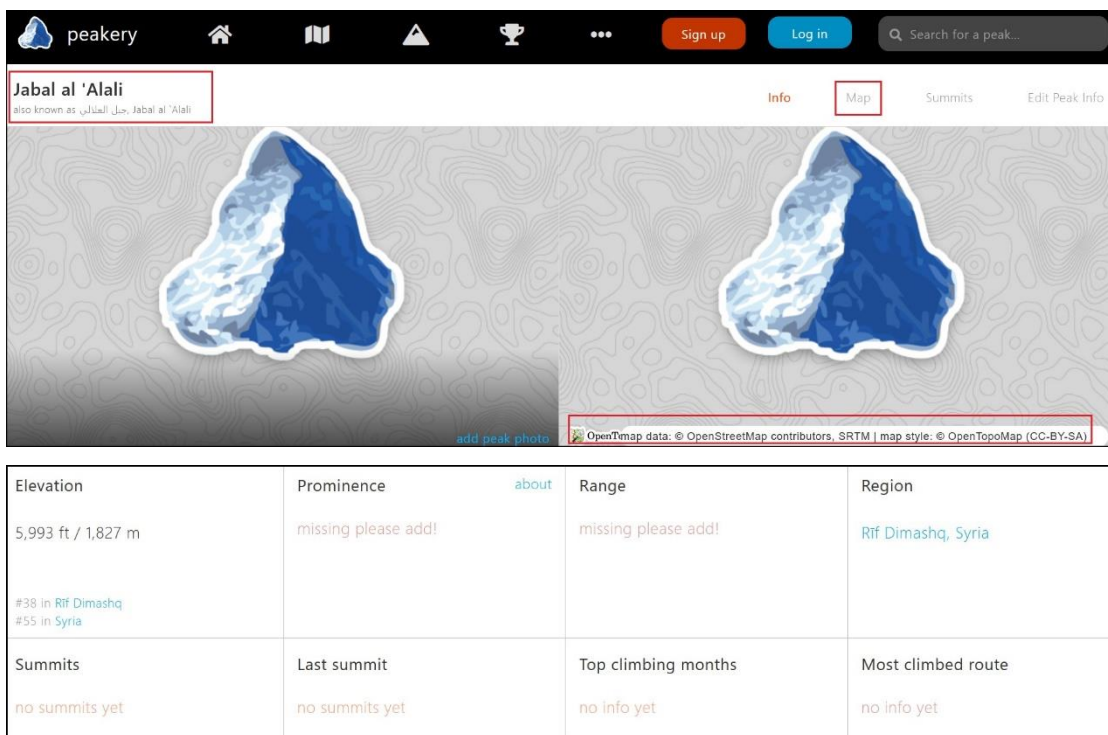 peakery
Sign up
Log in
Search for a peak...
Jabal al 'Alali
also known as جبل العلالي, Jabal al `Alali
Info
Map
Summits
Edit Peak Info
add peak photo
OpenTmap data: © OpenStreetMap contributors, SRTM | map style: © OpenTopoMap (CC-BY-SA)
Elevation
5,993 ft / 1,827 m
#38 in Rīf Dimashq
#55 in Syria
Prominence
about
missing please add!
Range
missing please add!
Region
Rīf Dimashq, Syria
Summits
no summits yet
Last summit
no summits yet
Top climbing months
no info yet
Most climbed route
no info yet